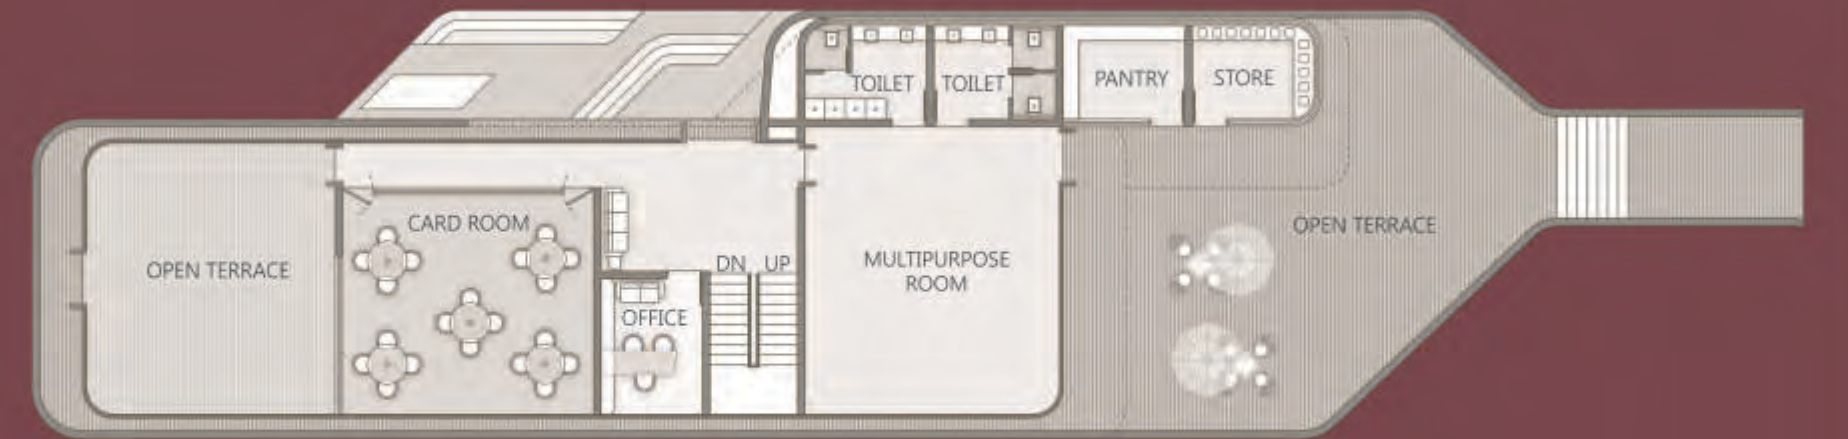 TOILET
TOILET
PANTRY
STORE
CARD ROOM
OPEN TERRACE
OPEN TERRACE
DN
UP
MULTIPURPOSE
ROOM
OFFICE